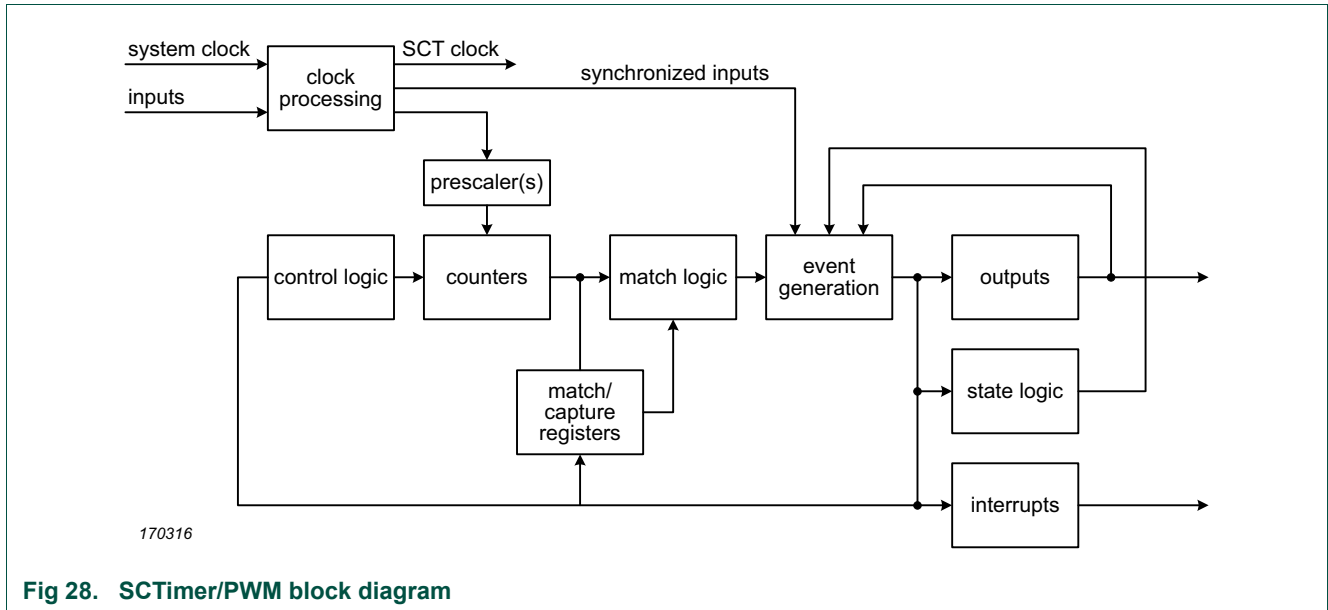 system clock
SCT clock
clock
processing
synchronized inputs
inputs
prescaler(s)
control logic
counters
match logic
event
generation
outputs
match/
capture
registers
state logic
interrupts
170316
Fig 28. SCTimer/PWM block diagram